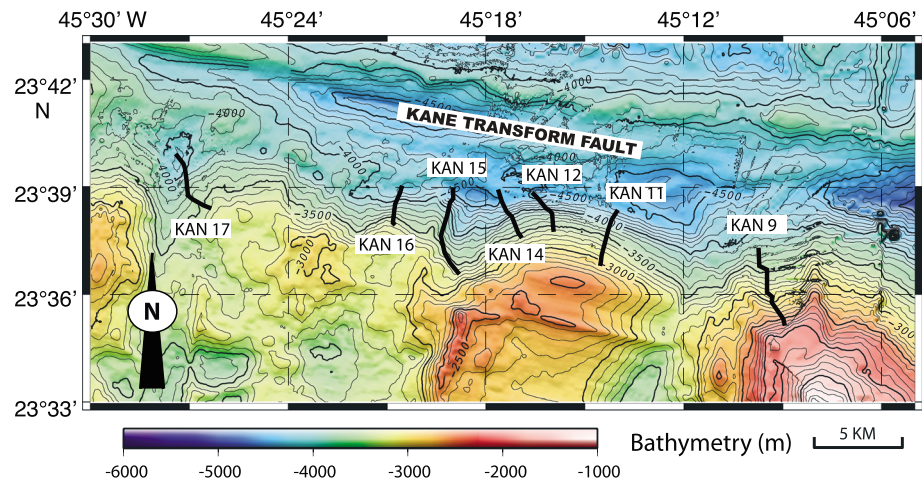 45°30’ W 45°24’ 45°18’ 45°12’ 45°06’
23°42’
N
-4000
-4000
-4500
KANE TRANSFORM FAULT
-4000
-4000
4000
KAN 15
KAN 12
KAN 11
23°39’
-4500
-4500
-3500
-4000
KAN 17
KAN 16
KAN 14
KAN 9
-3500
-3000
-3000
23°36’
N
-3000
-2500
23°33’
Bathymetry (m)
5 KM
-6000 -5000 -4000 -3000 -2000 -1000